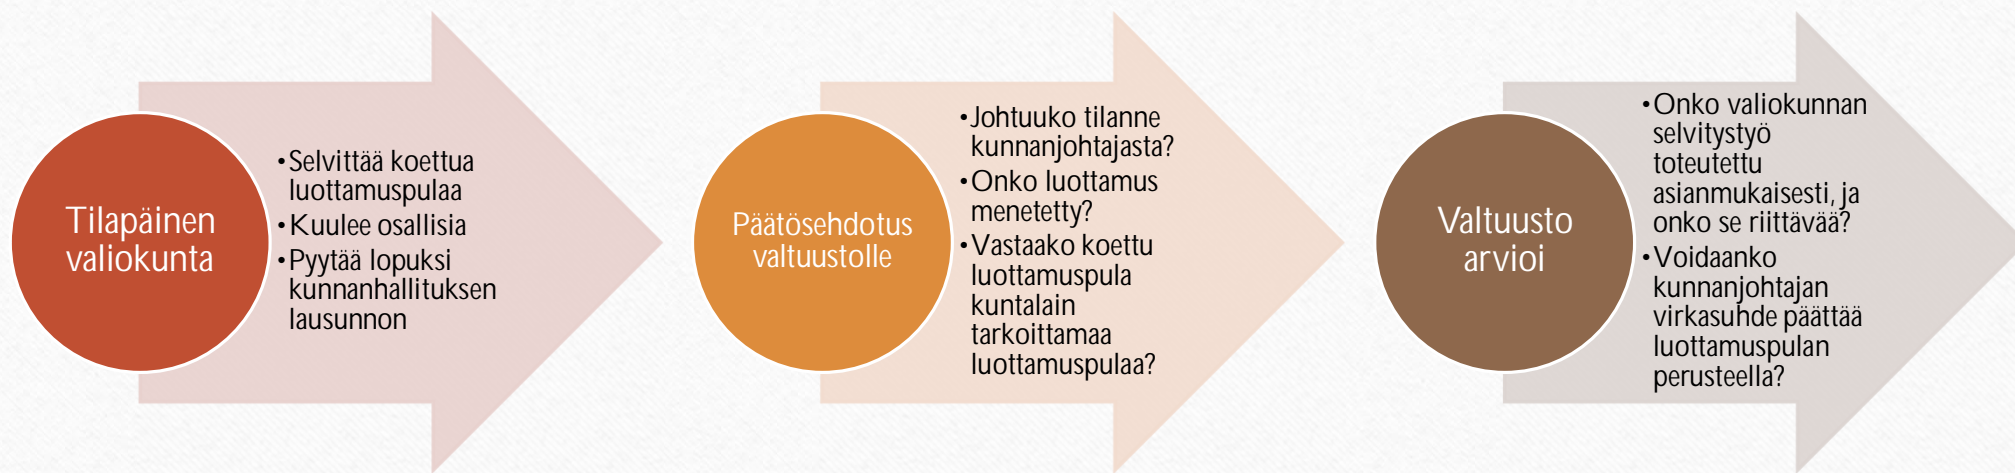 Tilapäinen
valiokunta
•Selvittää koettua
luottamuspulaa
•Kuulee osallisia
•Pyytää lopuksi
kunnanhallituksen
lausunnon
Päätösehdotus
valtuustolle
•Johtuuko tilanne
kunnanjohtajasta?
•Onko luottamus
menetetty?
•Vastaako koettu
luottamuspula
kuntalain
tarkoittamaa
luottamuspulaa?
Valtuusto
arvioi
•Onko valiokunnan
selvitystyö
toteutettu
asianmukaisesti, ja
onko se riittävää?
•Voidaanko
kunnanjohtajan
virkasuhde päättää
luottamuspulan
perusteella?